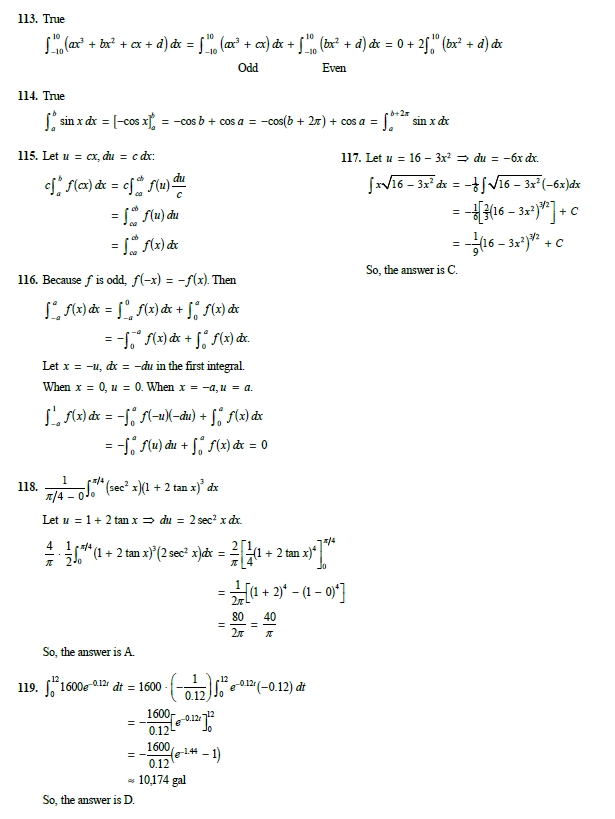 113. True
∫_{-10}^{10} (ax³ + bx² + cx + d) dx = ∫_{-10}^{10} (ax³ + cx) dx + ∫_{-10}^{10} (bx² + d) dx = 0 + 2∫_0^{10} (bx² + d) dx
Odd Even
114. True
∫_a^b sin x dx = [-cos x]_a^b = -cos b + cos a = -cos(b + 2π) + cos a = ∫_a^{b+2π} sin x dx
115. Let u = cx, du = c dx:
c∫_a^b f(cx) dx = c∫_{ca}^{cb} f(u) du/c
= ∫_{ca}^{cb} f(u) du
= ∫_{ca}^{cb} f(x) dx
116. Because f is odd, f(-x) = -f(x). Then
∫_{-a}^a f(x) dx = ∫_{-a}^0 f(x) dx + ∫_0^a f(x) dx
= -∫_0^{-a} f(x) dx + ∫_0^a f(x) dx.
Let x = -u, dx = -du in the first integral.
When x = 0, u = 0. When x = -a, u = a.
∫_{-a}^1 f(x) dx = -∫_0^a f(-u)(-du) + ∫_0^a f(x) dx
= -∫_0^a f(u) du + ∫_0^a f(x) dx = 0
117. Let u = 16 − 3x² ⇒ du = −6x dx.
∫x√(16 − 3x²) dx = −1/6 ∫√(16 − 3x²)(−6x)dx
= −1/6[2/3(16 − 3x²)^{3/2}] + C
= −1/9(16 − 3x²)^{3/2} + C
So, the answer is C.
118. 1/(π/4 − 0) ∫_0^{π/4} (sec² x)(1 + 2 tan x)³ dx
Let u = 1 + 2 tan x ⇒ du = 2 sec² x dx.
4/π · 1/2 ∫_0^{π/4} (1 + 2 tan x)³(2 sec² x)dx = 2/π[1/4(1 + 2 tan x)⁴]_0^{π/4}
= 1/2π[(1 + 2)⁴ − (1 − 0)⁴]
= 80/2π = 40/π
So, the answer is A.
119. ∫_0^{12} 1600e^{-0.12t} dt = 1600 · (−1/0.12)∫_0^{12} e^{-0.12t}(−0.12) dt
= −1600/0.12[e^{-0.12t}]_0^{12}
= −1600/0.12(e^{-1.44} − 1)
≈ 10,174 gal
So, the answer is D.